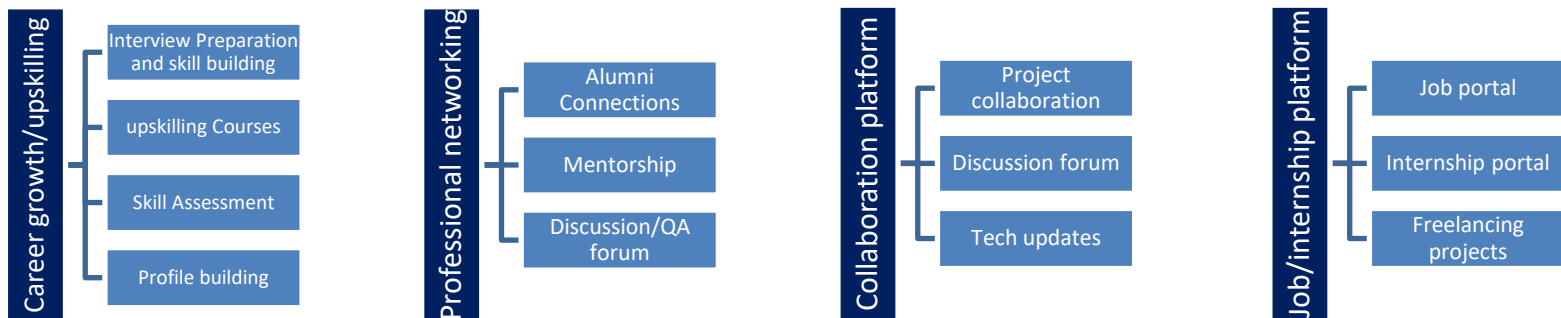 Career growth/upskilling
Interview Preparation
and skill building
upskilling Courses
Skill Assessment
Profile building
Professional networking
Alumni
Connections
Mentorship
Discussion/QA
forum
Collaboration platform
Project
collaboration
Discussion forum
Tech updates
Job/internship platform
Job portal
Internship portal
Freelancing
projects